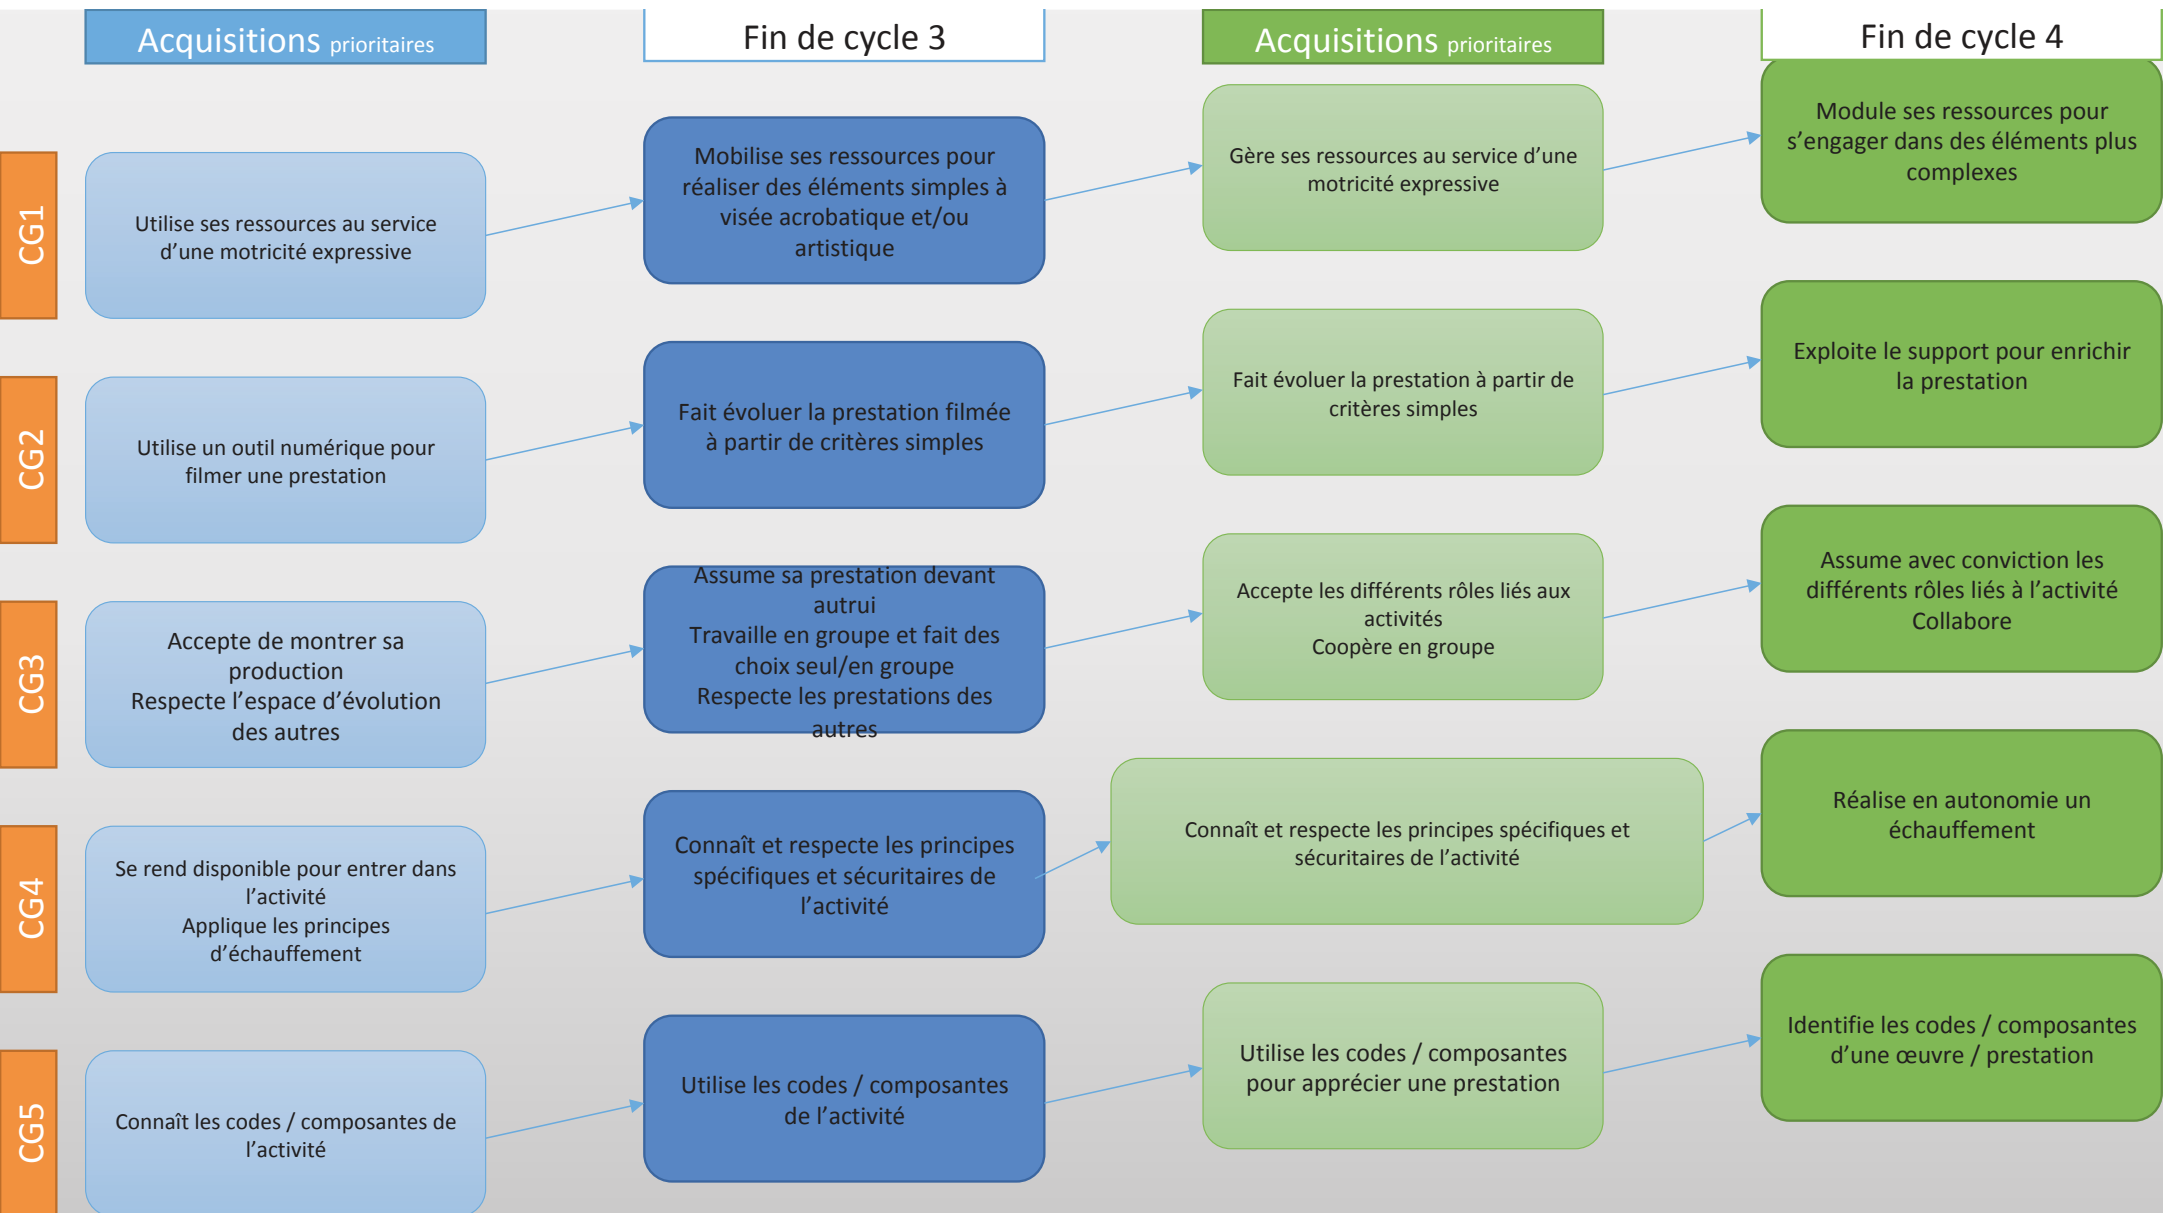 Acquisitions prioritaires
Fin de cycle 3
Acquisitions prioritaires
Fin de cycle 4
CG1
Utilise ses ressources au service
d’une motricité expressive
Mobilise ses ressources pour
réaliser des éléments simples à
visée acrobatique et/ou
artistique
Gère ses ressources au service d’une
motricité expressive
Module ses ressources pour
s’engager dans des éléments plus
complexes
CG2
Utilise un outil numérique pour
filmer une prestation
Fait évoluer la prestation filmée
à partir de critères simples
Fait évoluer la prestation à partir de
critères simples
Exploite le support pour enrichir
la prestation
CG3
Accepte de montrer sa
production
Respecte l’espace d’évolution
des autres
Assume sa prestation devant
autrui
Travaille en groupe et fait des
choix seul/en groupe
Respecte les prestations des
autres
Accepte les différents rôles liés aux
activités
Coopère en groupe
Assume avec conviction les
différents rôles liés à l’activité
Collabore
CG4
Se rend disponible pour entrer dans
l’activité
Applique les principes
d’échauffement
Connaît et respecte les principes
spécifiques et sécuritaires de
l’activité
Connaît et respecte les principes spécifiques et
sécuritaires de l’activité
Réalise en autonomie un
échauffement
CG5
Connaît les codes / composantes de
l’activité
Utilise les codes / composantes
de l’activité
Utilise les codes / composantes
pour apprécier une prestation
Identifie les codes / composantes
d’une œuvre / prestation